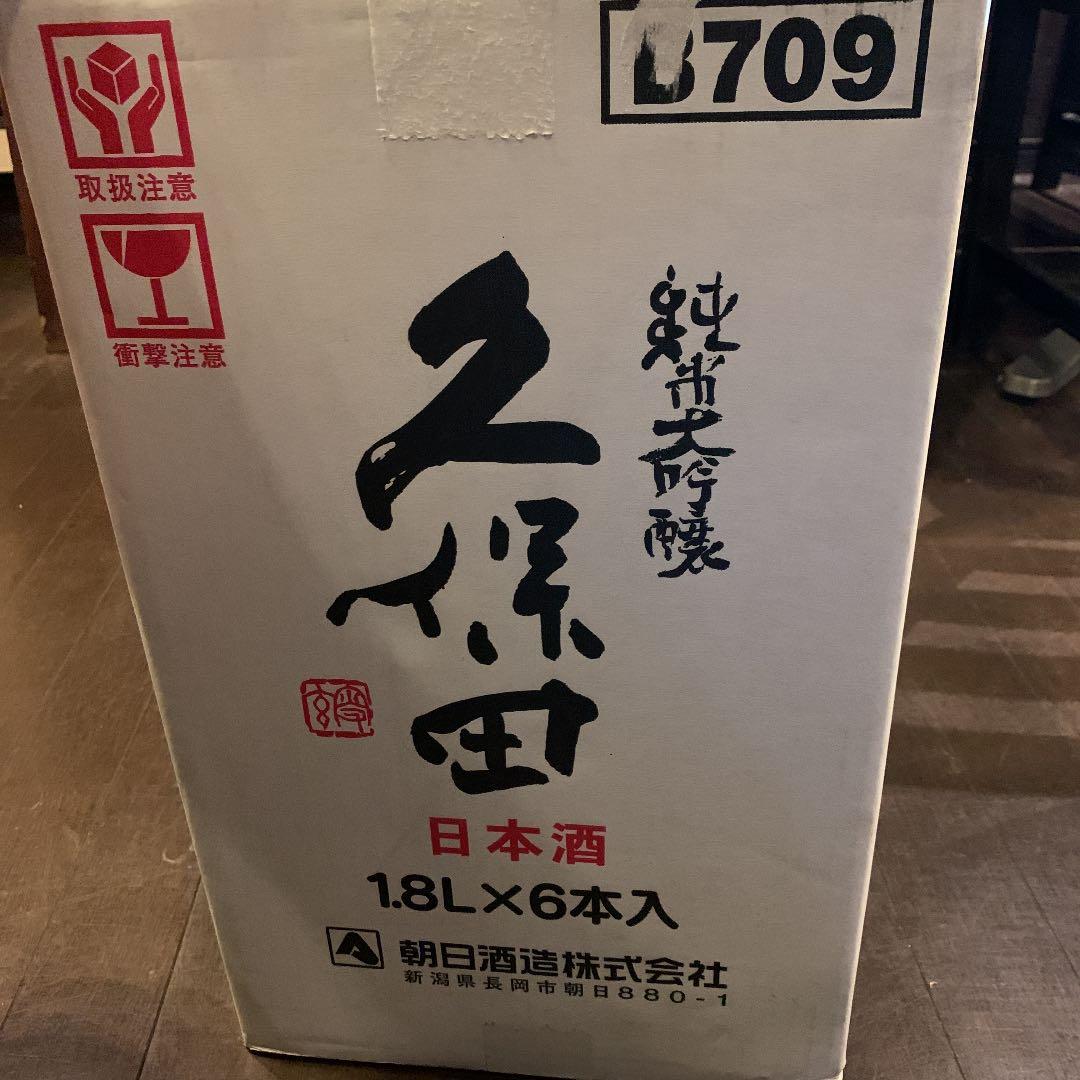 取扱注意
衝撃注意
709
久保田
純米大吟醸
日本酒
1.8L×6本入
朝日酒造株式会社
新潟県長岡市朝日880-1